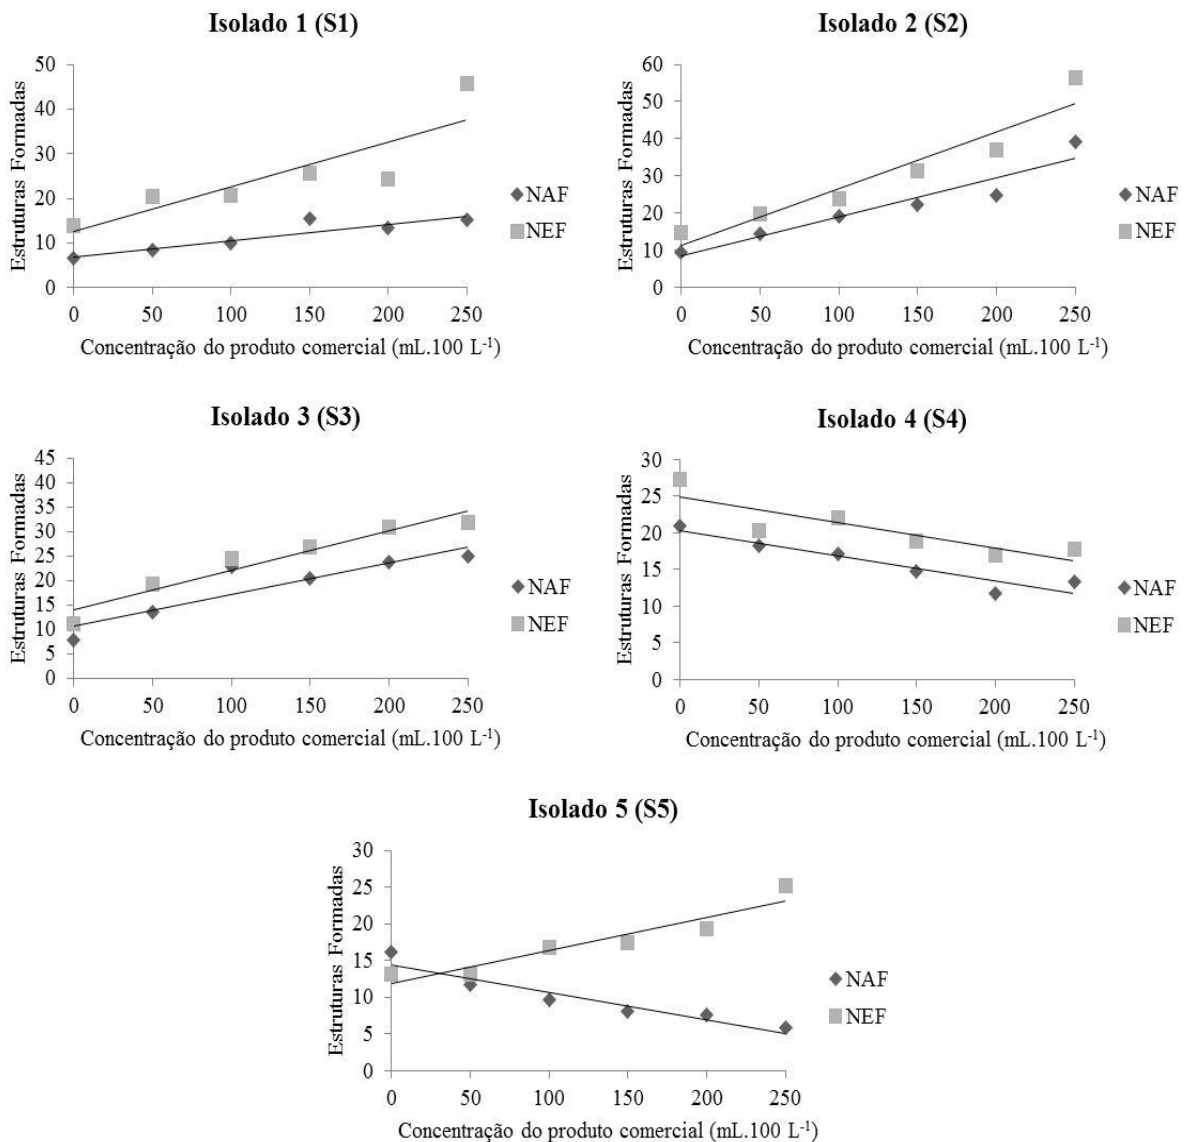 Isolado 1 (S1)
Estruturas Formadas
50
40
30
20
10
0
0 50 100 150 200 250
Concentração do produto comercial (mL.100 L⁻¹)
NAF
NEF
Isolado 2 (S2)
Estruturas Formadas
60
50
40
30
20
10
0
0 50 100 150 200 250
Concentração do produto comercial (mL.100 L⁻¹)
NAF
NEF
Isolado 3 (S3)
Estruturas Formadas
45
40
35
30
25
20
15
10
5
0
0 50 100 150 200 250
Concentração do produto comercial (mL.100 L⁻¹)
NAF
NEF
Isolado 4 (S4)
Estruturas Formadas
30
25
20
15
10
5
0
0 50 100 150 200 250
Concentração do produto comercial (mL.100 L⁻¹)
NAF
NEF
Isolado 5 (S5)
Estruturas Formadas
30
25
20
15
10
5
0
0 50 100 150 200 250
Concentração do produto comercial (mL.100 L⁻¹)
NAF
NEF